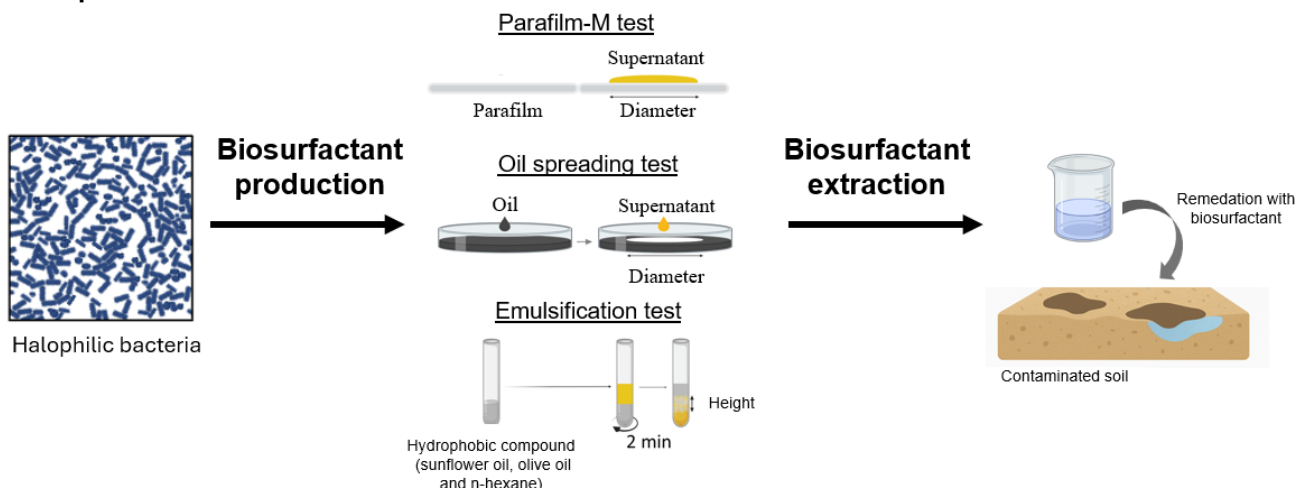 Parafilm-M test
Supernatant
Parafilm
Diameter
Halophilic bacteria
Biosurfactant
production
Oil spreading test
Oil
Supernatant
Diameter
Emulsification test
Height
2 min
Hydrophobic compound
(sunflower oil, olive oil
and n-hexane)
Biosurfactant
extraction
Remedation with
biosurfactant
Contaminated soil